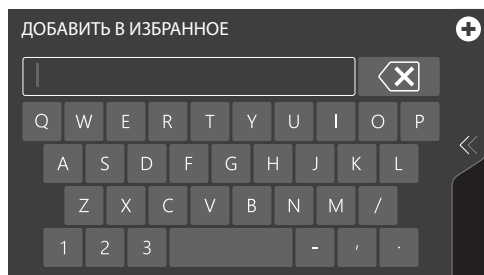 ДОБАВИТЬ В ИЗБРАННОЕ
Q W E R T Y U I O P
A S D F G H J K L
Z X C V B N M /
1 2 3 - , .